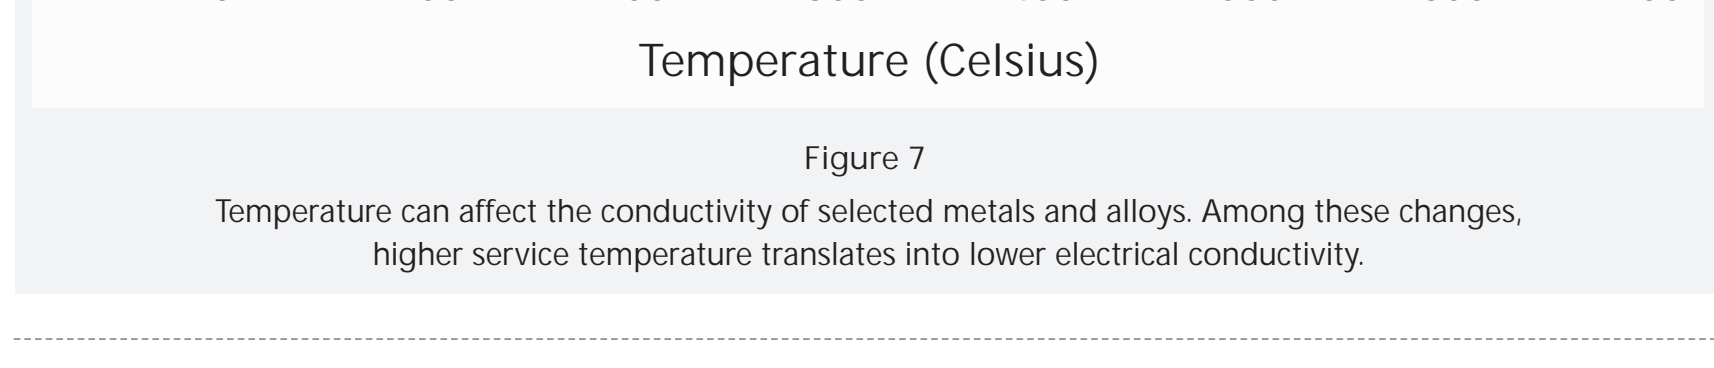 Temperature (Celsius)
Figure 7
Temperature can affect the conductivity of selected metals and alloys. Among these changes,
higher service temperature translates into lower electrical conductivity.